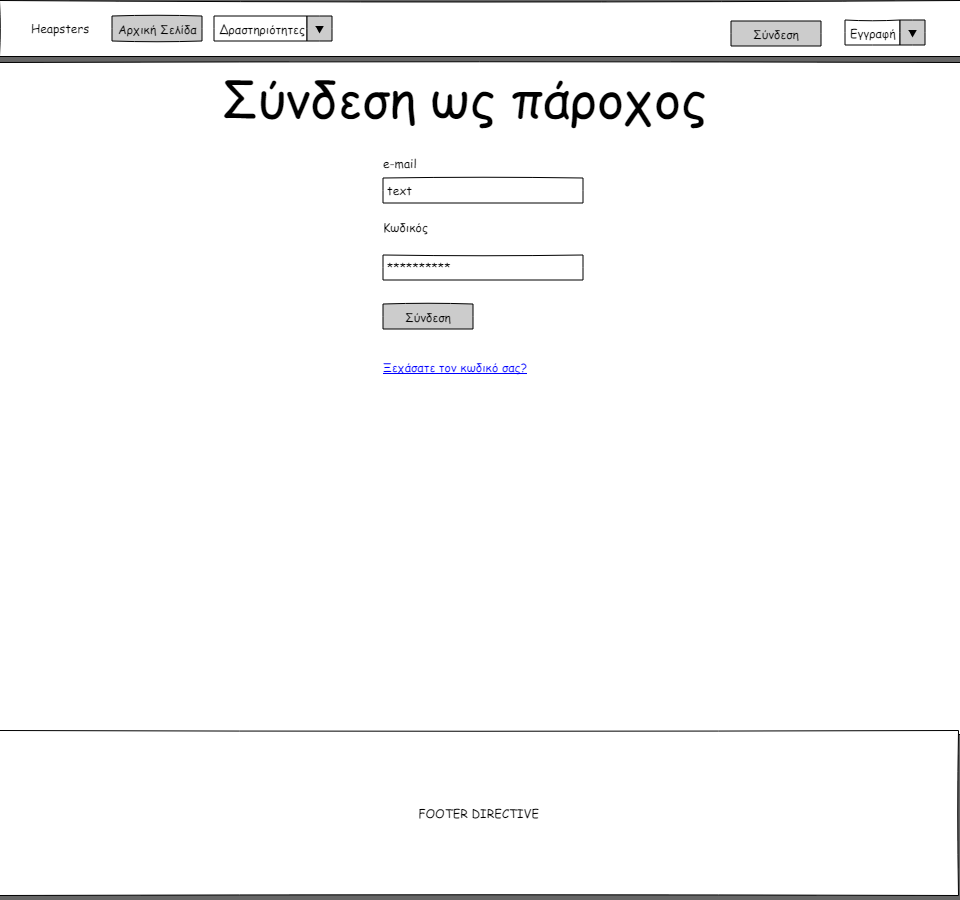 Heapsters Αρχική Σελίδα Δραστηριότητες ▼ Σύνδεση Εγγραφή ▼
Σύνδεση ως πάροχος
e-mail
text
Κωδικός
**********
Σύνδεση
Ξεχάσατε τον κωδικό σας?
FOOTER DIRECTIVE